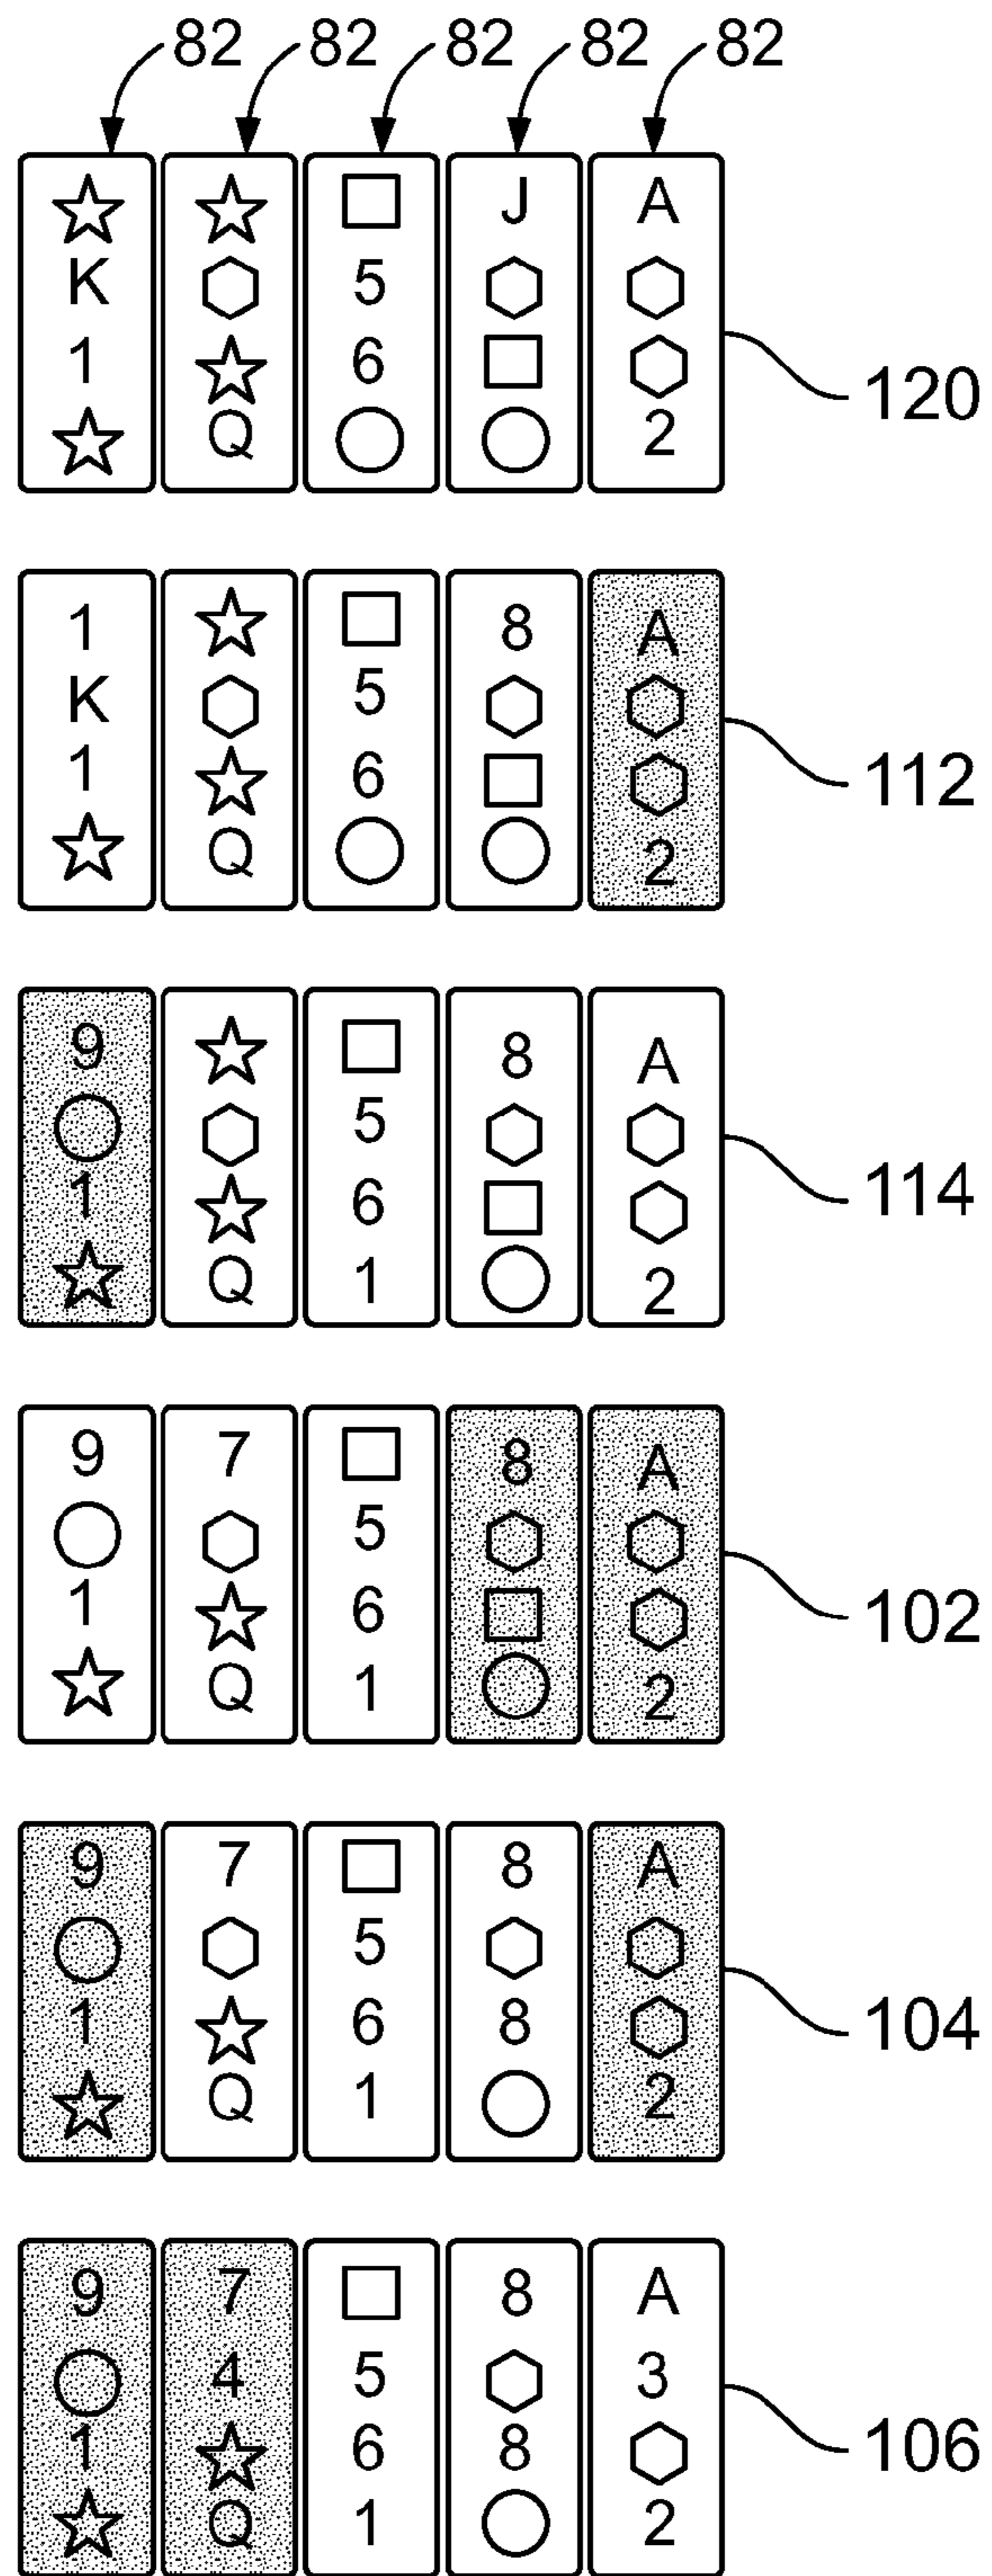 82 82 82 82 82
J A
K 5
1 6 120
Q 2
1 8 A
K 5
1 6 112
Q 2
9 8 A
5
1 6 114
Q 1 2
9 7 8 A
5
1 6 102
Q 1 2
9 7 8 A
5
1 6 8 104
Q 1 2
9 7 8 A
4 5 3
1 6 8 106
Q 1 2